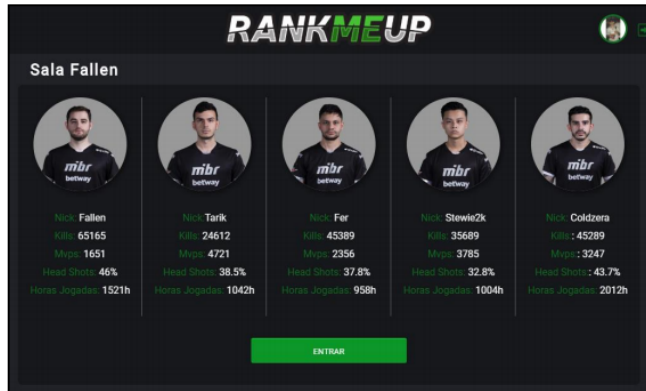 RANKMEUP
Sala Fallen
mibr mibr mibr mibr mibr
betway betway betway betway betway
Nick: Fallen
Kills: 65165
Mvps: 1651
Head Shots: 46%
Horas Jogadas: 1521h
Nick: Tarik
Kills: 24612
Mvps: 4721
Head Shots: 38.5%
Horas Jogadas: 1042h
Nick: Fer
Kills: 45389
Mvps: 2356
Head Shots: 37.8%
Horas Jogadas: 958h
Nick: Stewie2k
Kills: 35689
Mvps: 3785
Head Shots: 32.8%
Horas Jogadas: 1004h
Nick: Coldzera
Kills : 45289
Mvps : 3247
Head Shots : 43.7%
Horas Jogadas: 2012h
ENTRAR